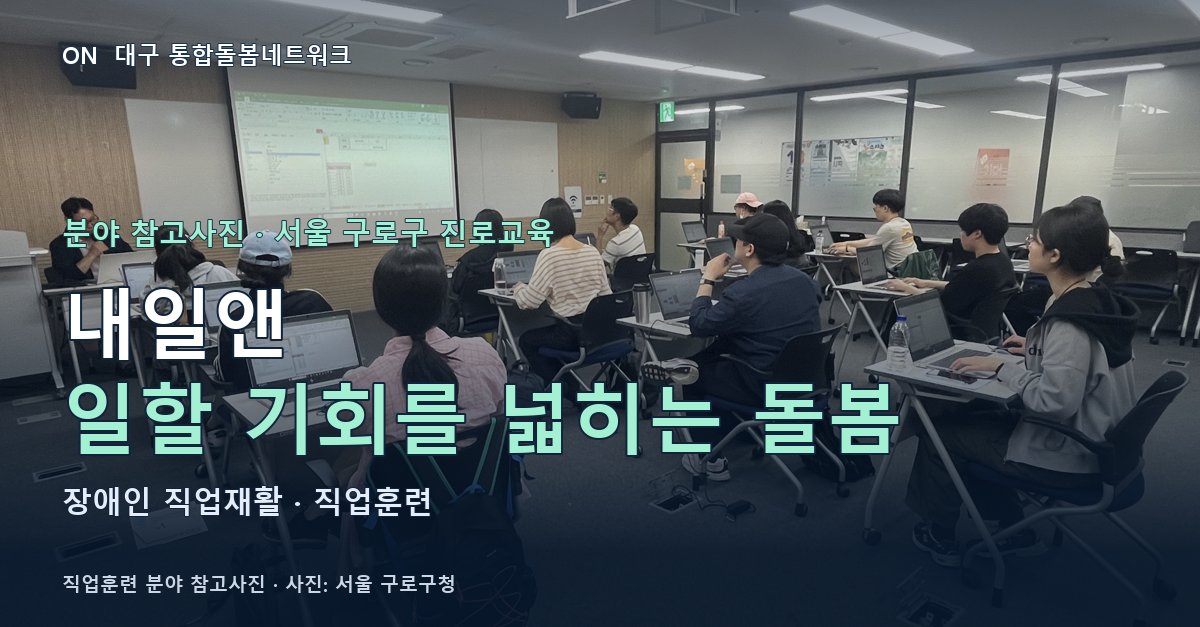 ON 대구 통합돌봄네트워크
분야 참고사진 · 서울 구로구 진로교육
내일앤
일할 기회를 넓히는 돌봄
장애인 직업재활 · 직업훈련
직업훈련 분야 참고사진 · 사진: 서울 구로구청